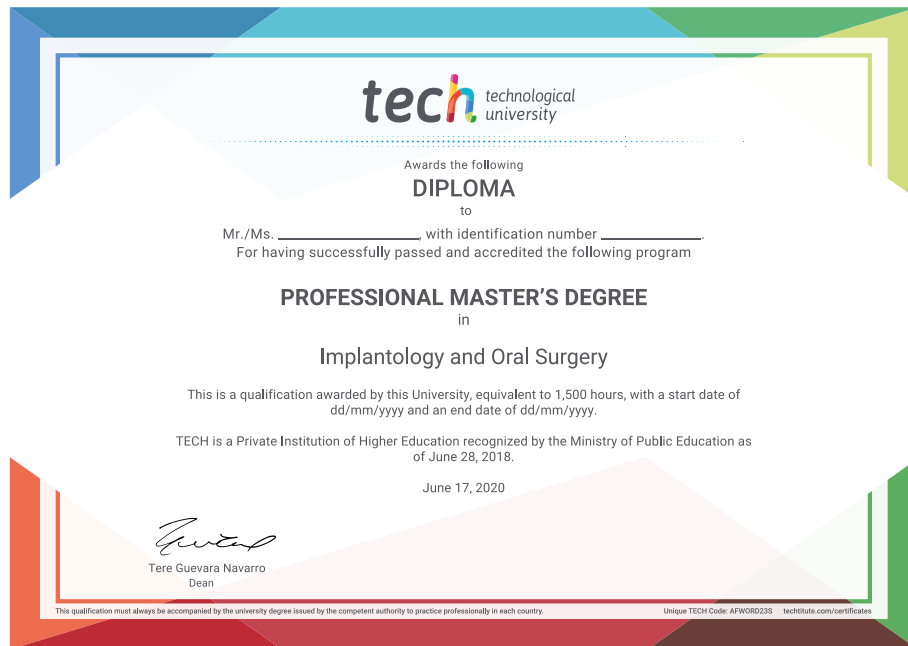 tech technological
university
Awards the following
DIPLOMA
to
Mr./Ms. ____________________, with identification number ______________.
For having successfully passed and accredited the following program
PROFESSIONAL MASTER'S DEGREE
in
Implantology and Oral Surgery
This is a qualification awarded by this University, equivalent to 1,500 hours, with a start date of
dd/mm/yyyy and an end date of dd/mm/yyyy.
TECH is a Private Institution of Higher Education recognized by the Ministry of Public Education as
of June 28, 2018.
June 17, 2020
Tere Guevara Navarro
Dean
This qualification must always be accompanied by the university degree issued by the competent authority to practice professionally in each country. Unique TECH Code: AFWORD23S techtitute.com/certificates